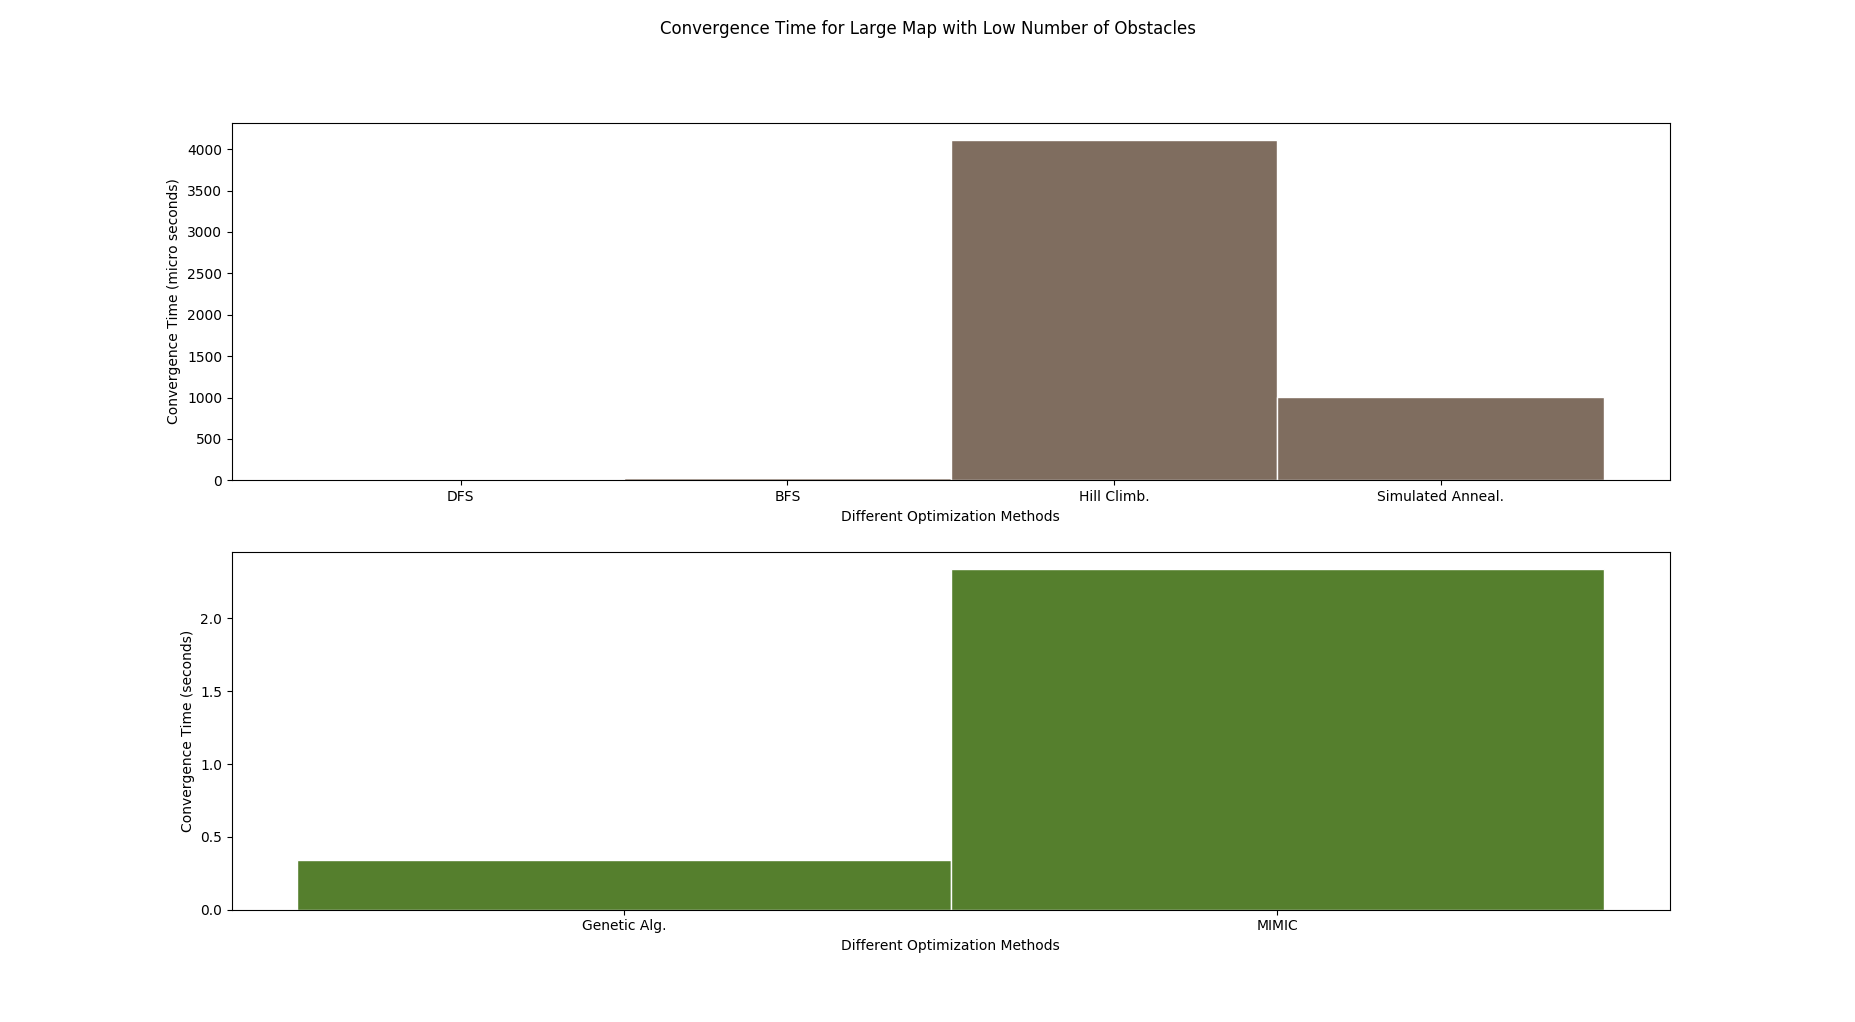 Convergence Time for Large Map with Low Number of Obstacles
Convergence Time (micro seconds)
4000
3500
3000
2500
2000
1500
1000
500
0
DFS BFS Hill Climb. Simulated Anneal.
Different Optimization Methods
Convergence Time (seconds)
2.0
1.5
1.0
0.5
0.0
Genetic Alg. MIMIC
Different Optimization Methods